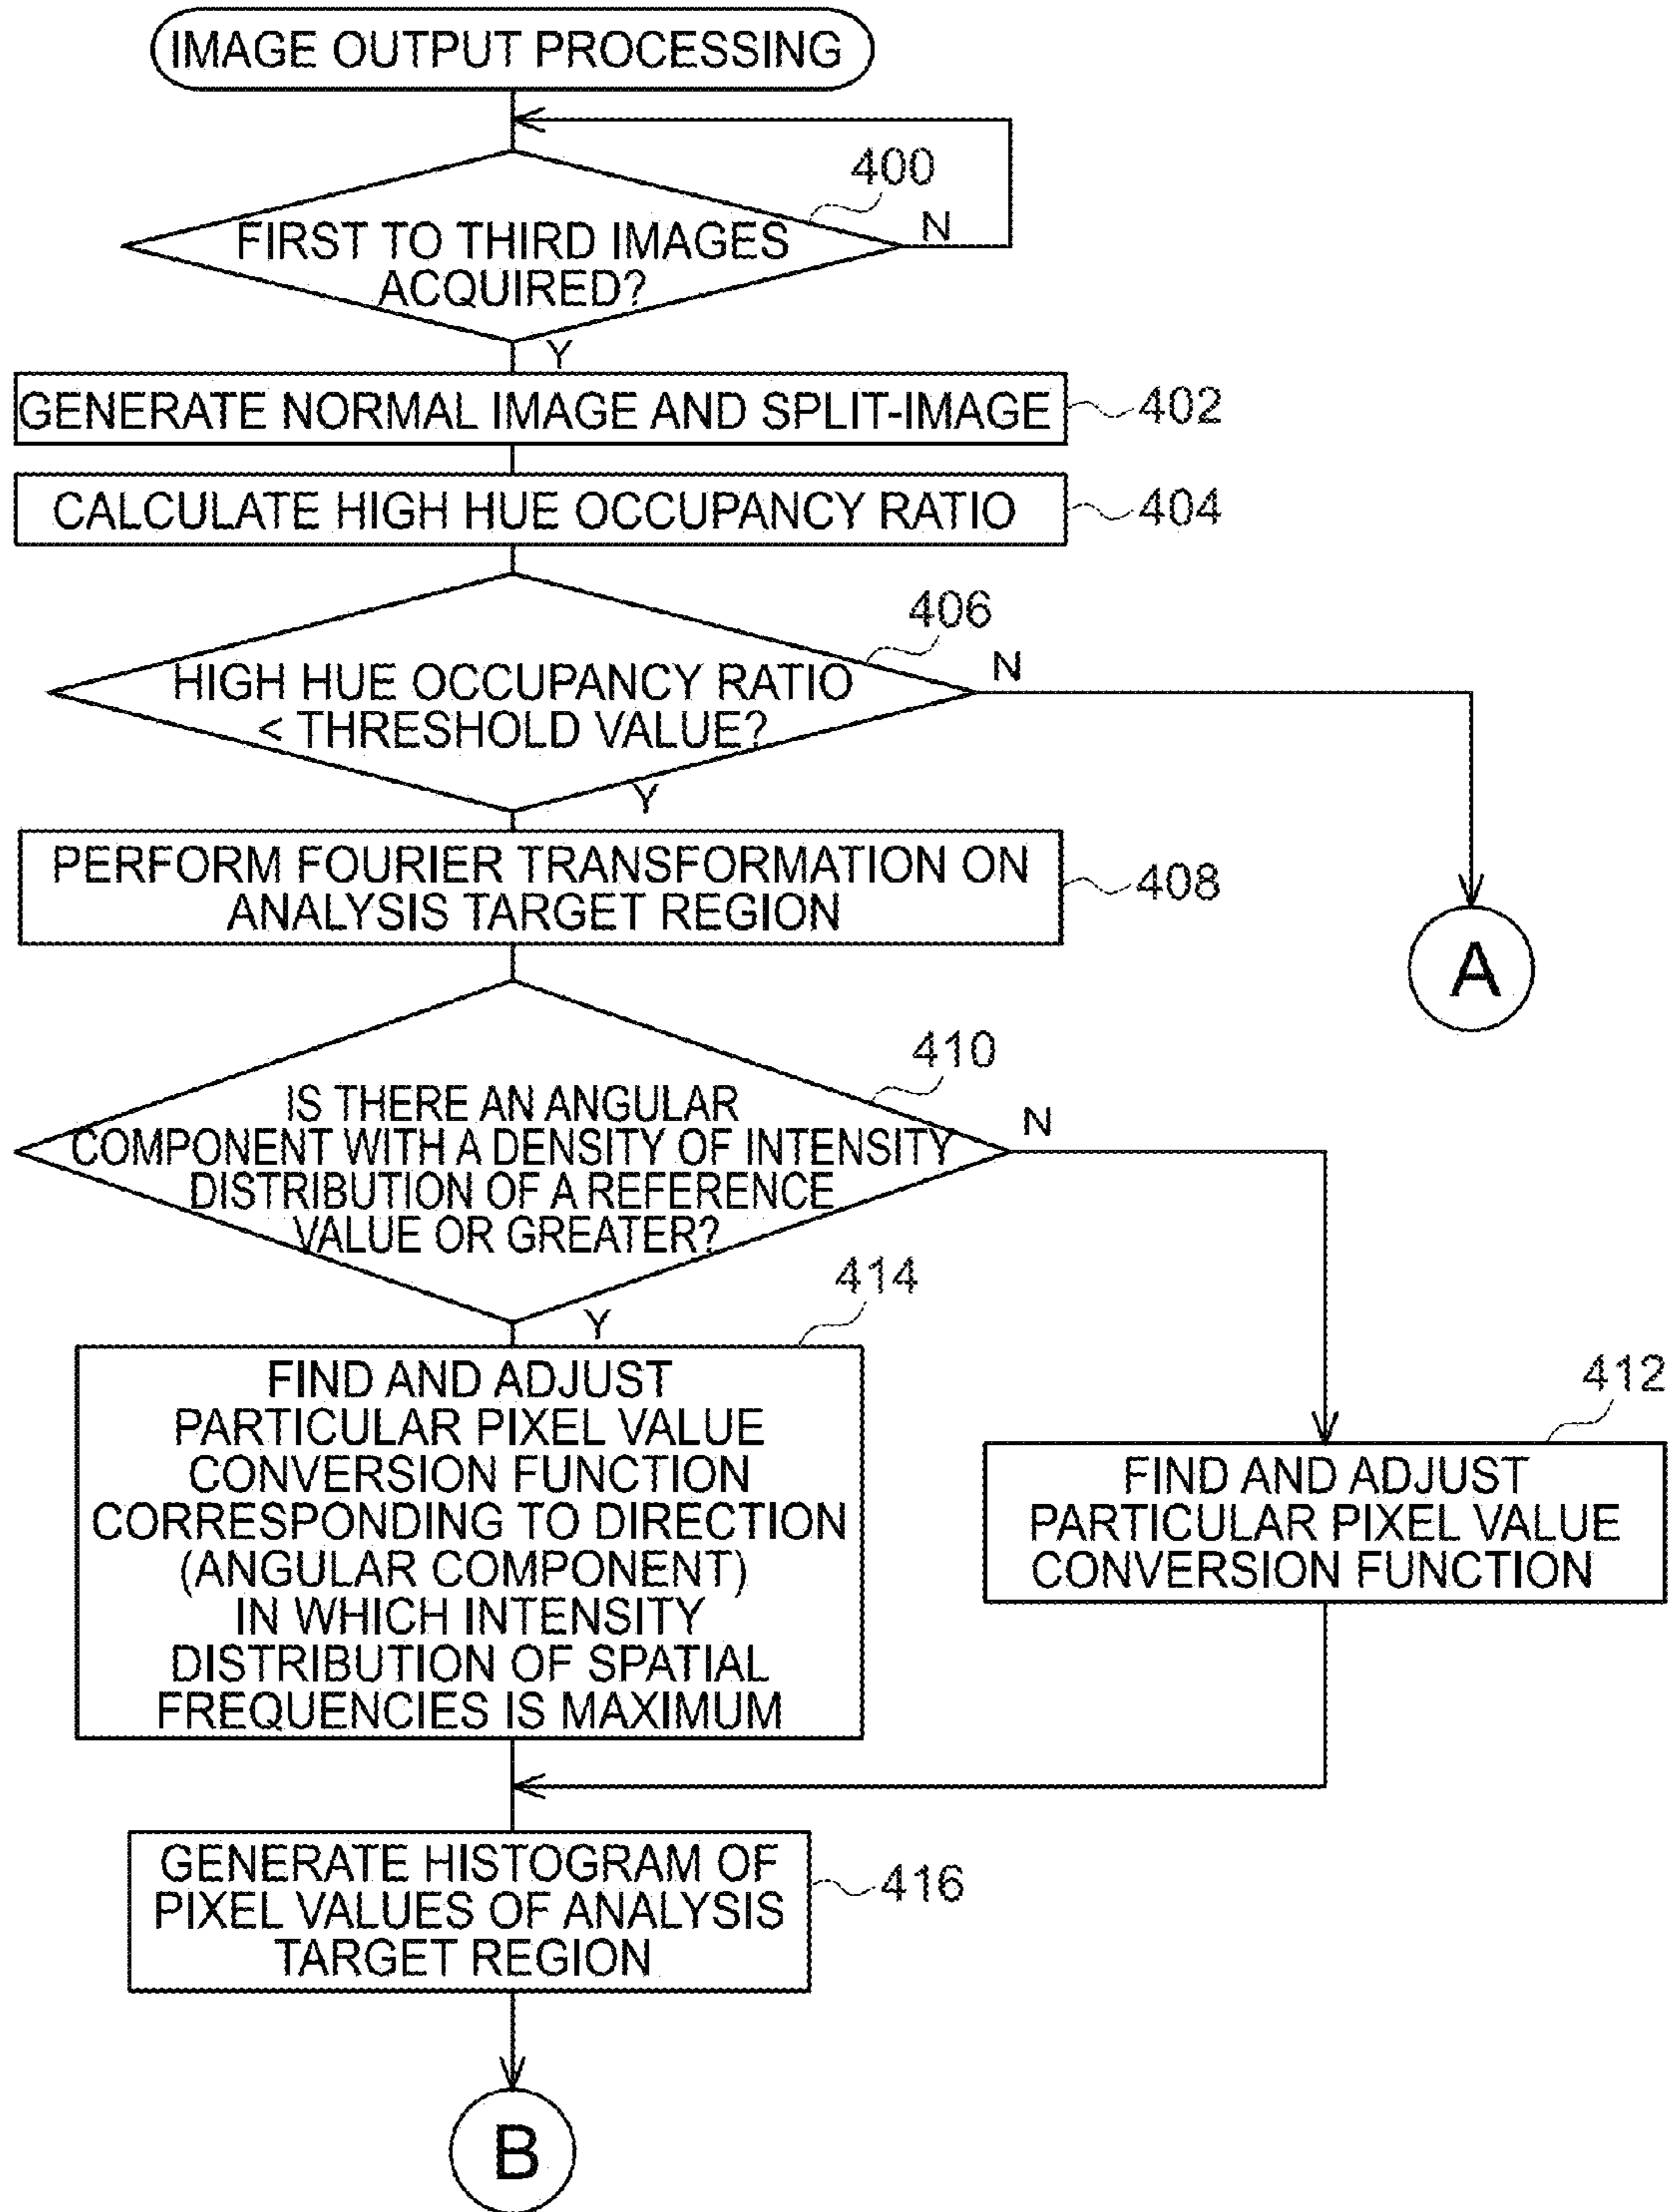 IMAGE OUTPUT PROCESSING
400
N
FIRST TO THIRD IMAGES
ACQUIRED?
Y
GENERATE NORMAL IMAGE AND SPLIT-IMAGE
402
CALCULATE HIGH HUE OCCUPANCY RATIO
404
406
N
HIGH HUE OCCUPANCY RATIO
< THRESHOLD VALUE?
Y
PERFORM FOURIER TRANSFORMATION ON
ANALYSIS TARGET REGION
408
A
410
N
IS THERE AN ANGULAR
COMPONENT WITH A DENSITY OF INTENSITY
DISTRIBUTION OF A REFERENCE
VALUE OR GREATER?
Y
414
FIND AND ADJUST
PARTICULAR PIXEL VALUE
CONVERSION FUNCTION
CORRESPONDING TO DIRECTION
(ANGULAR COMPONENT)
IN WHICH INTENSITY
DISTRIBUTION OF SPATIAL
FREQUENCIES IS MAXIMUM
412
FIND AND ADJUST
PARTICULAR PIXEL VALUE
CONVERSION FUNCTION
GENERATE HISTOGRAM OF
PIXEL VALUES OF ANALYSIS
TARGET REGION
416
B